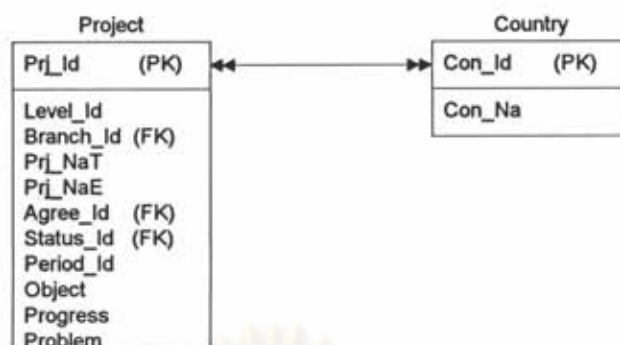 Project
Prj_Id (PK)
Level_Id
Branch_Id (FK)
Prj_NaT
Prj_NaE
Agree_Id (FK)
Status_Id (FK)
Period_Id
Object
Progress
Problem
Country
Con_Id (PK)
Con_Na